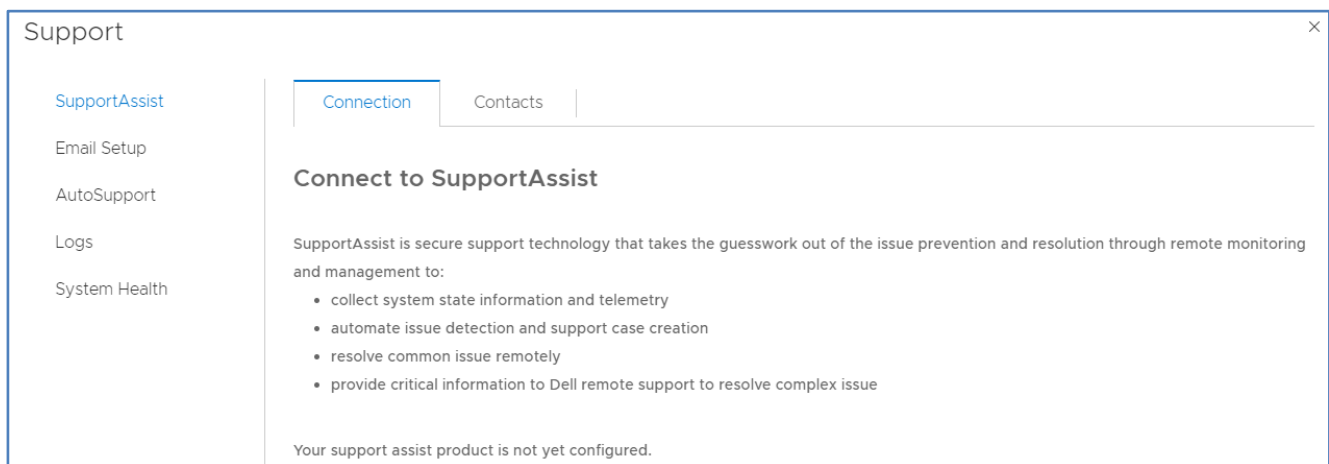 Support
SupportAssist
Email Setup
AutoSupport
Logs
System Health
Connection
Contacts
Connect to SupportAssist
SupportAssist is secure support technology that takes the guesswork out of the issue prevention and resolution through remote monitoring
and management to:
• collect system state information and telemetry
• automate issue detection and support case creation
• resolve common issue remotely
• provide critical information to Dell remote support to resolve complex issue
Your support assist product is not yet configured.